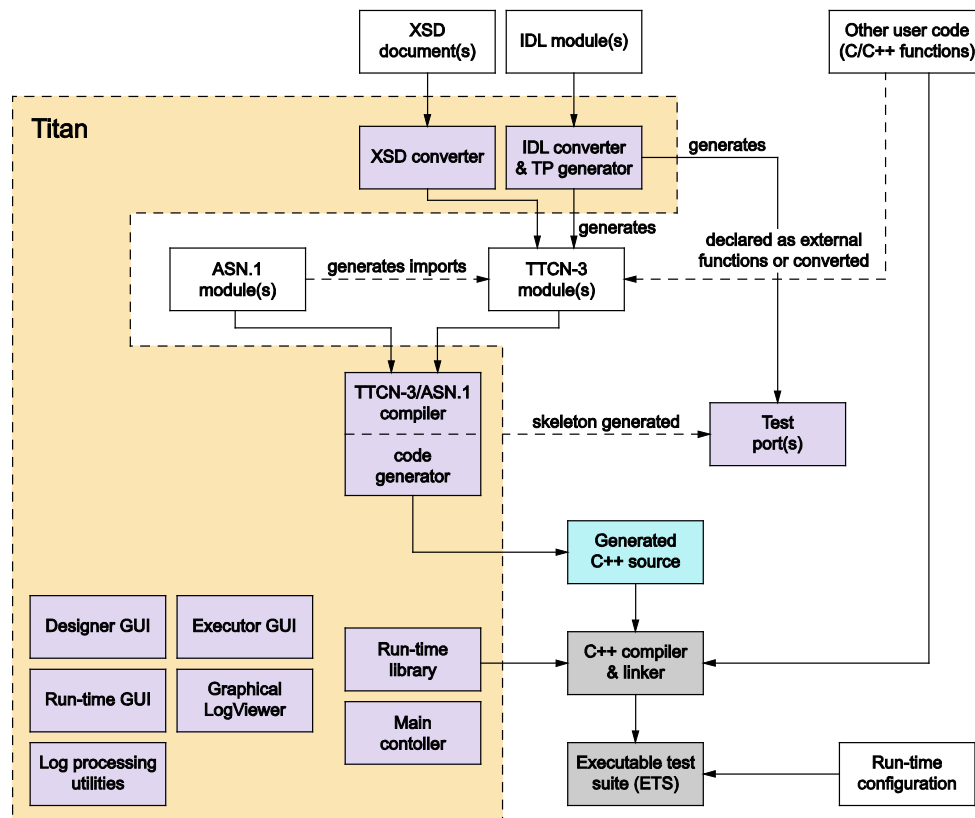 XSD
document(s)
IDL module(s)
Other user code
(C/C++ functions)
Titan
XSD converter
IDL converter
& TP generator
generates
generates
declared as external
functions or converted
ASN.1
module(s)
generates imports
TTCN-3
module(s)
TTCN-3/ASN.1
compiler
code
generator
skeleton generated
Test
port(s)
Generated
C++ source
Designer GUI
Executor GUI
Run-time
library
C++ compiler
& linker
Run-time GUI
Graphical
LogViewer
Main
contoller
Log processing
utilities
Executable test
suite (ETS)
Run-time
configuration